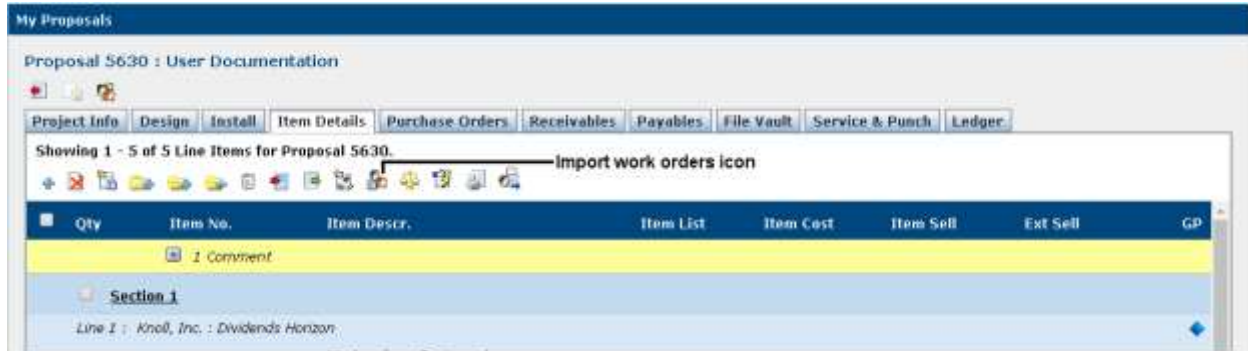 My Proposals
Proposal 5630 : User Documentation
Project Info Design Install Item Details Purchase Orders Receivables Payables File Vault Service & Punch Ledger
Showing 1 - 5 of 5 Line Items for Proposal 5630.
Import work orders icon
Qty Item No. Item Descr. Item List Item Cost Item Sell Ext Sell GP
1 Comment
Section 1
Line 1 : Knoll, Inc. : Dividends Horizon